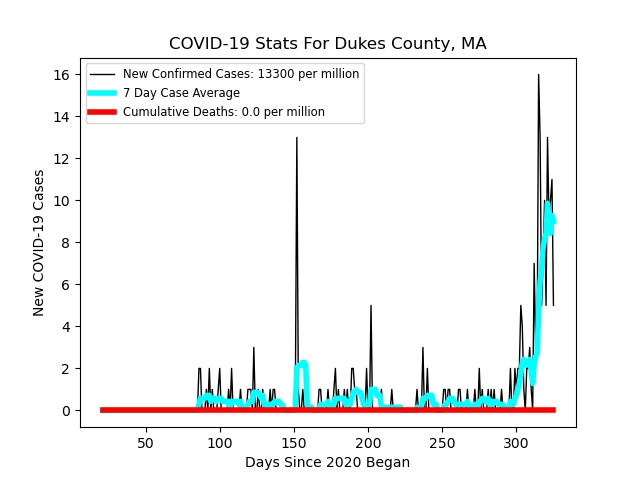 COVID-19 Stats For Dukes County, MA
New Confirmed Cases: 13300 per million
7 Day Case Average
Cumulative Deaths: 0.0 per million
New COVID-19 Cases
16
14
12
10
8
6
4
2
0
50 100 150 200 250 300
Days Since 2020 Began